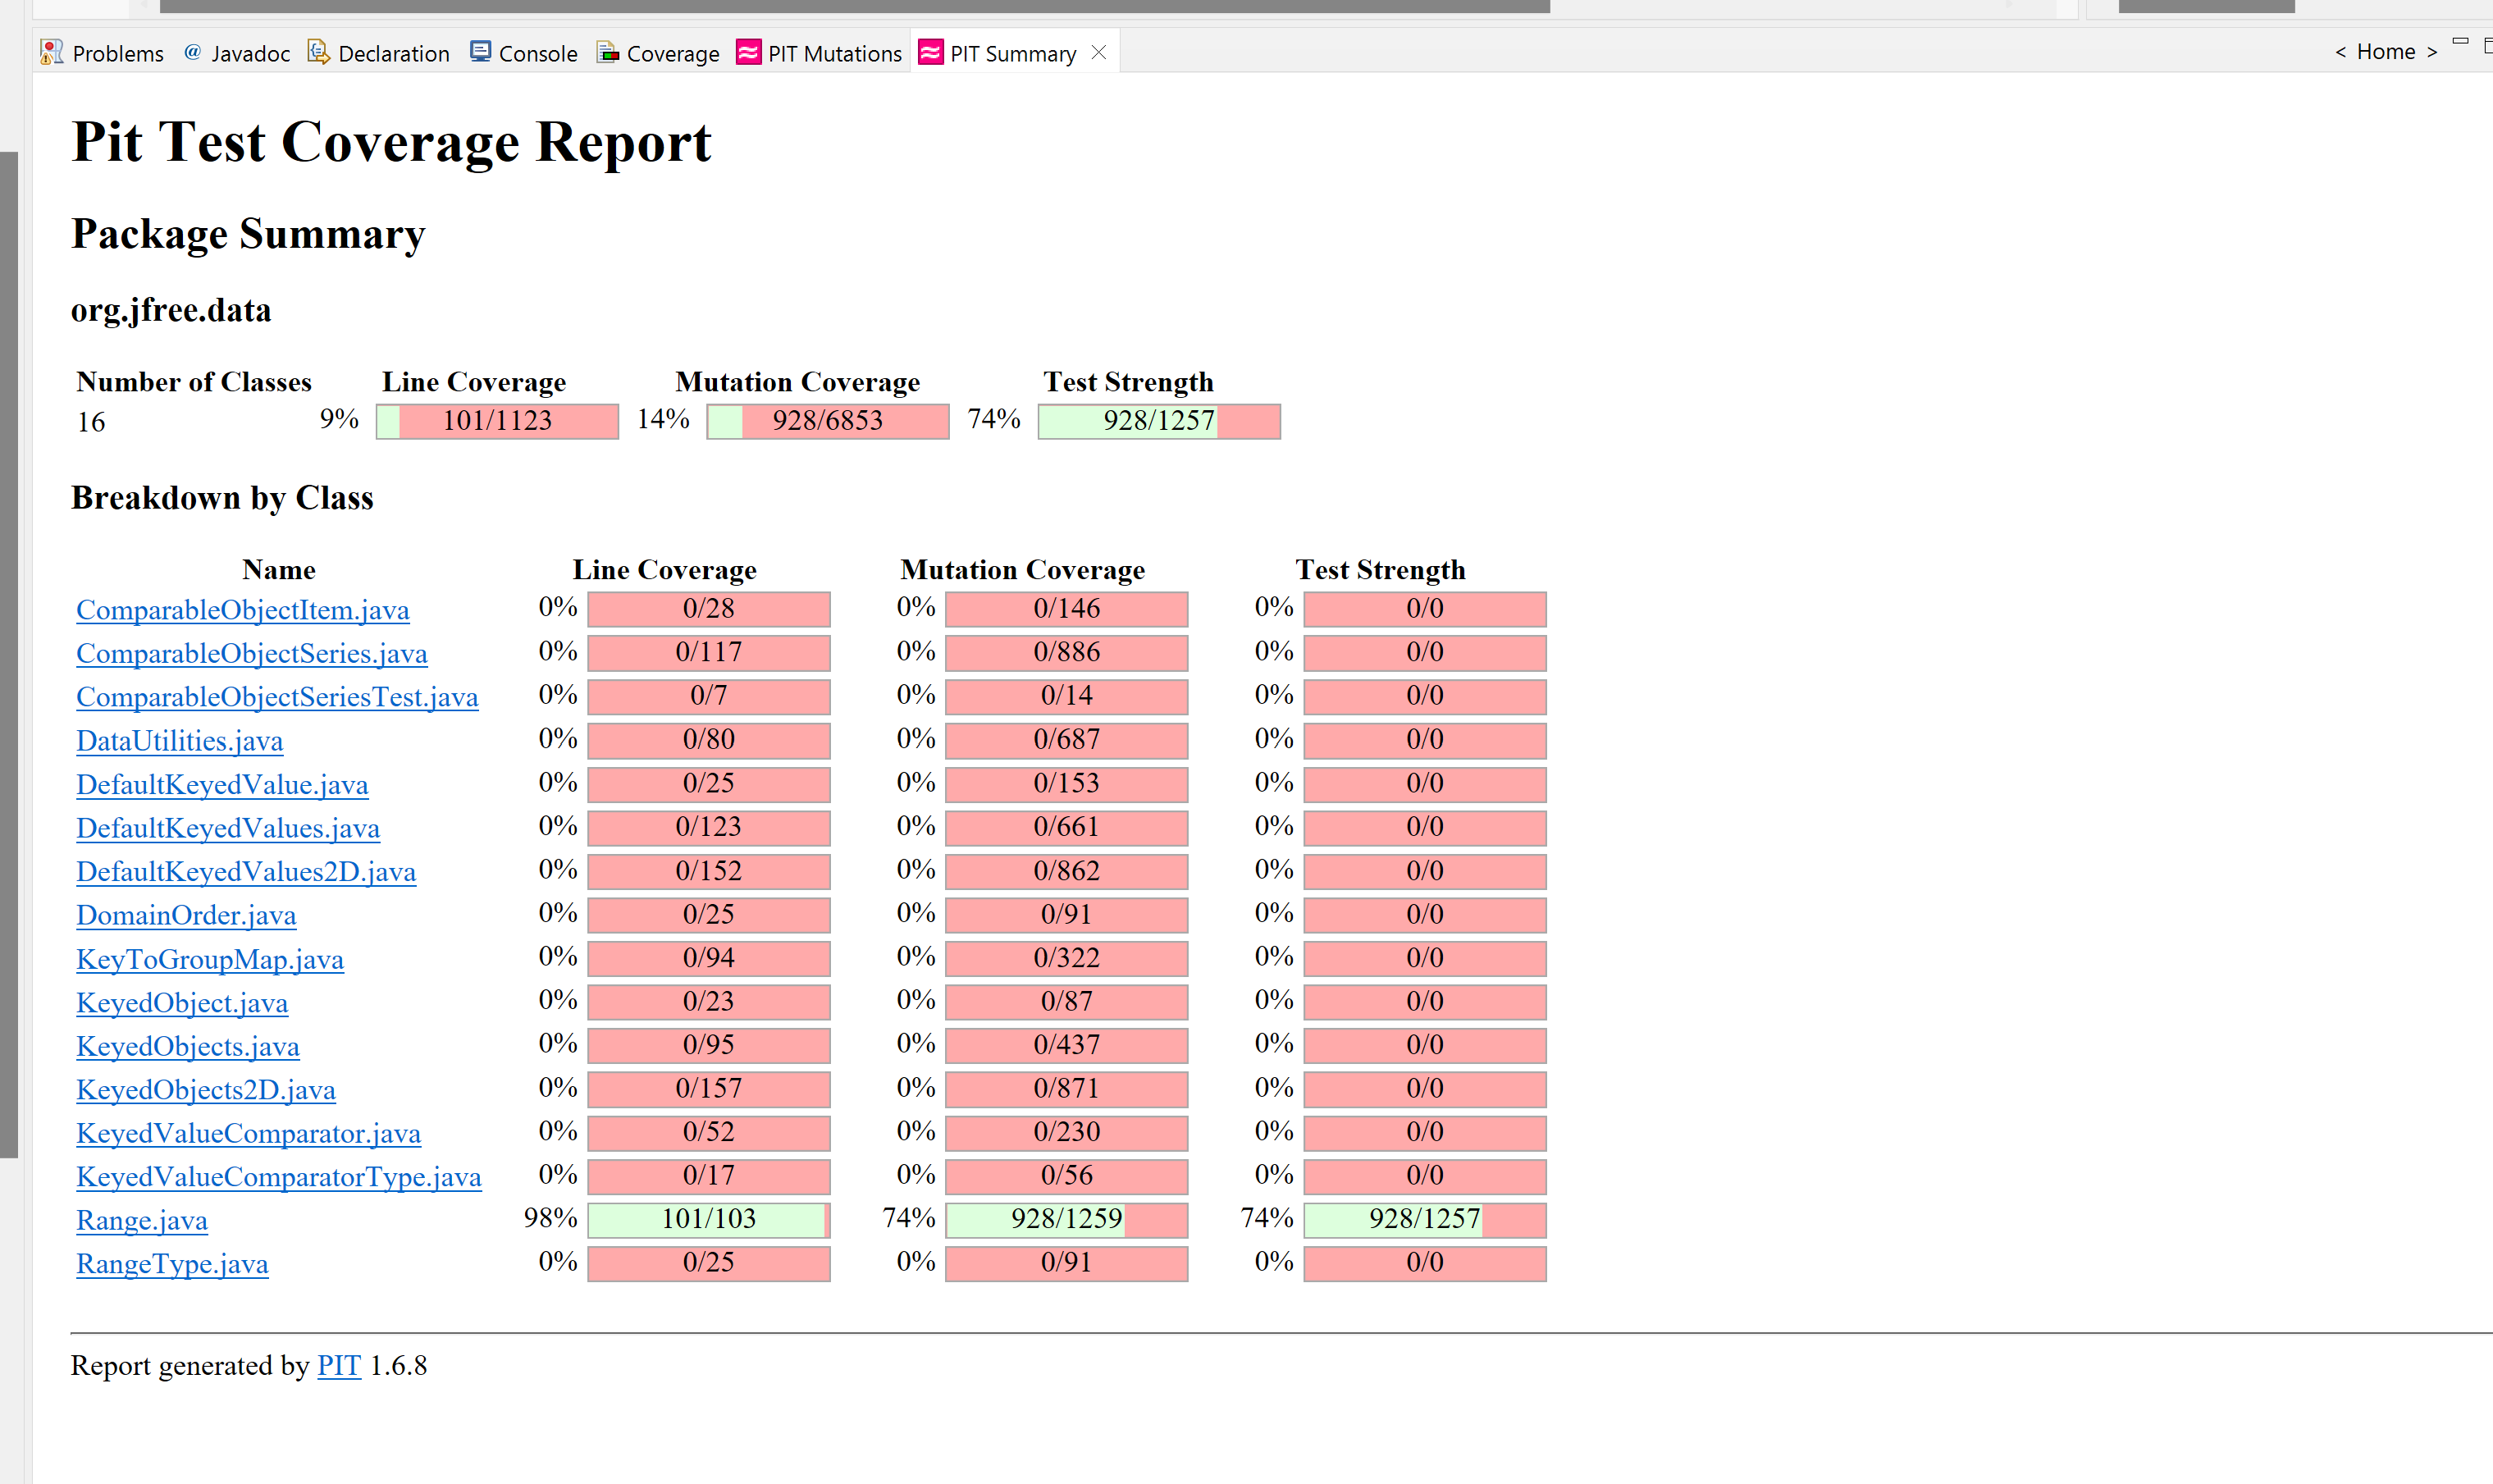 Problems @ Javadoc Declaration Console Coverage PIT Mutations PIT Summary < Home >
Pit Test Coverage Report
Package Summary
org.jfree.data
Number of Classes Line Coverage Mutation Coverage Test Strength
16 9% 101/1123 14% 928/6853 74% 928/1257
Breakdown by Class
Name Line Coverage Mutation Coverage Test Strength
ComparableObjectItem.java 0% 0/28 0% 0/146 0% 0/0
ComparableObjectSeries.java 0% 0/117 0% 0/886 0% 0/0
ComparableObjectSeriesTest.java 0% 0/7 0% 0/14 0% 0/0
DataUtilities.java 0% 0/80 0% 0/687 0% 0/0
DefaultKeyedValue.java 0% 0/25 0% 0/153 0% 0/0
DefaultKeyedValues.java 0% 0/123 0% 0/661 0% 0/0
DefaultKeyedValues2D.java 0% 0/152 0% 0/862 0% 0/0
DomainOrder.java 0% 0/25 0% 0/91 0% 0/0
KeyToGroupMap.java 0% 0/94 0% 0/322 0% 0/0
KeyedObject.java 0% 0/23 0% 0/87 0% 0/0
KeyedObjects.java 0% 0/95 0% 0/437 0% 0/0
KeyedObjects2D.java 0% 0/157 0% 0/871 0% 0/0
KeyedValueComparator.java 0% 0/52 0% 0/230 0% 0/0
KeyedValueComparatorType.java 0% 0/17 0% 0/56 0% 0/0
Range.java 98% 101/103 74% 928/1259 74% 928/1257
RangeType.java 0% 0/25 0% 0/91 0% 0/0
Report generated by PIT 1.6.8